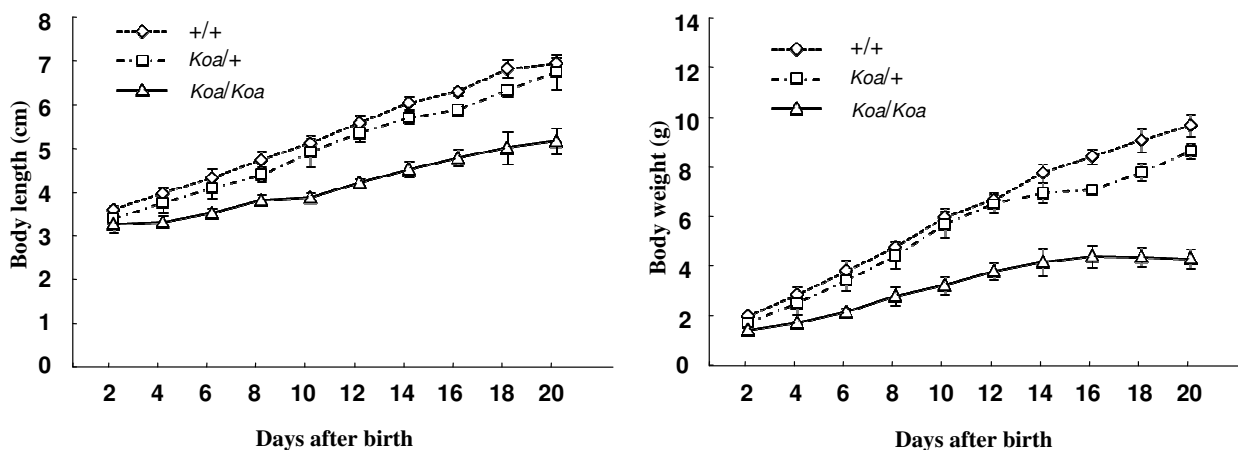 8
7
6
5
4
3
2
1
0
Body length (cm)
+/+
Koa/+
Koa/Koa
2 4 6 8 10 12 14 16 18 20
Days after birth
14
12
10
8
6
4
2
0
Body weight (g)
+/+
Koa/+
Koa/Koa
2 4 6 8 10 12 14 16 18 20
Days after birth